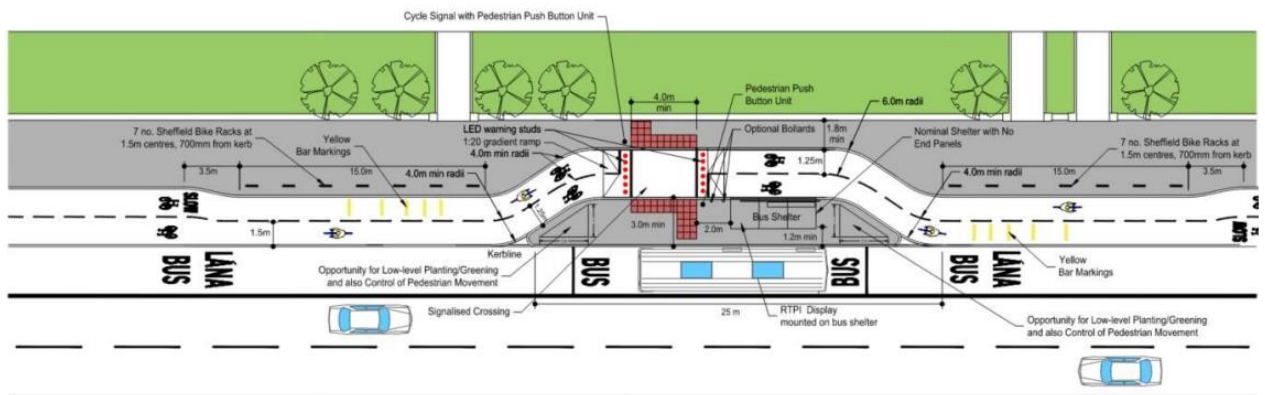 Cycle Signal with Pedestrian Push Button Unit
4.0m
min
Pedestrian Push
Button Unit
6.0m radii
7 no. Sheffield Bike Racks at
1.5m centres, 700mm from kerb
Yellow
Bar Markings
LED warning studs
1:20 gradient ramp
4.0m min radii
Optional Bollards
1.8m
min
Nominal Shelter with No
End Panels
7 no. Sheffield Bike Racks at
1.5m centres, 700mm from kerb
3.5m
15.0m
4.0m min radii
1.25m
4.0m min radii
15.0m
3.5m
SLOW
1.5m
1.25m
3.0m min
2.0m
Bus Shelter
1.2m min
Kerbline
Yellow
Bar Markings
LÁNA
BUS
BUS
BUS
LÁNA
BUS
Opportunity for Low-level Planting/Greening
and also Control of Pedestrian Movement
Signalised Crossing
25 m
RTPI Display
mounted on bus shelter
Opportunity for Low-level Planting/Greening
and also Control of Pedestrian Movement